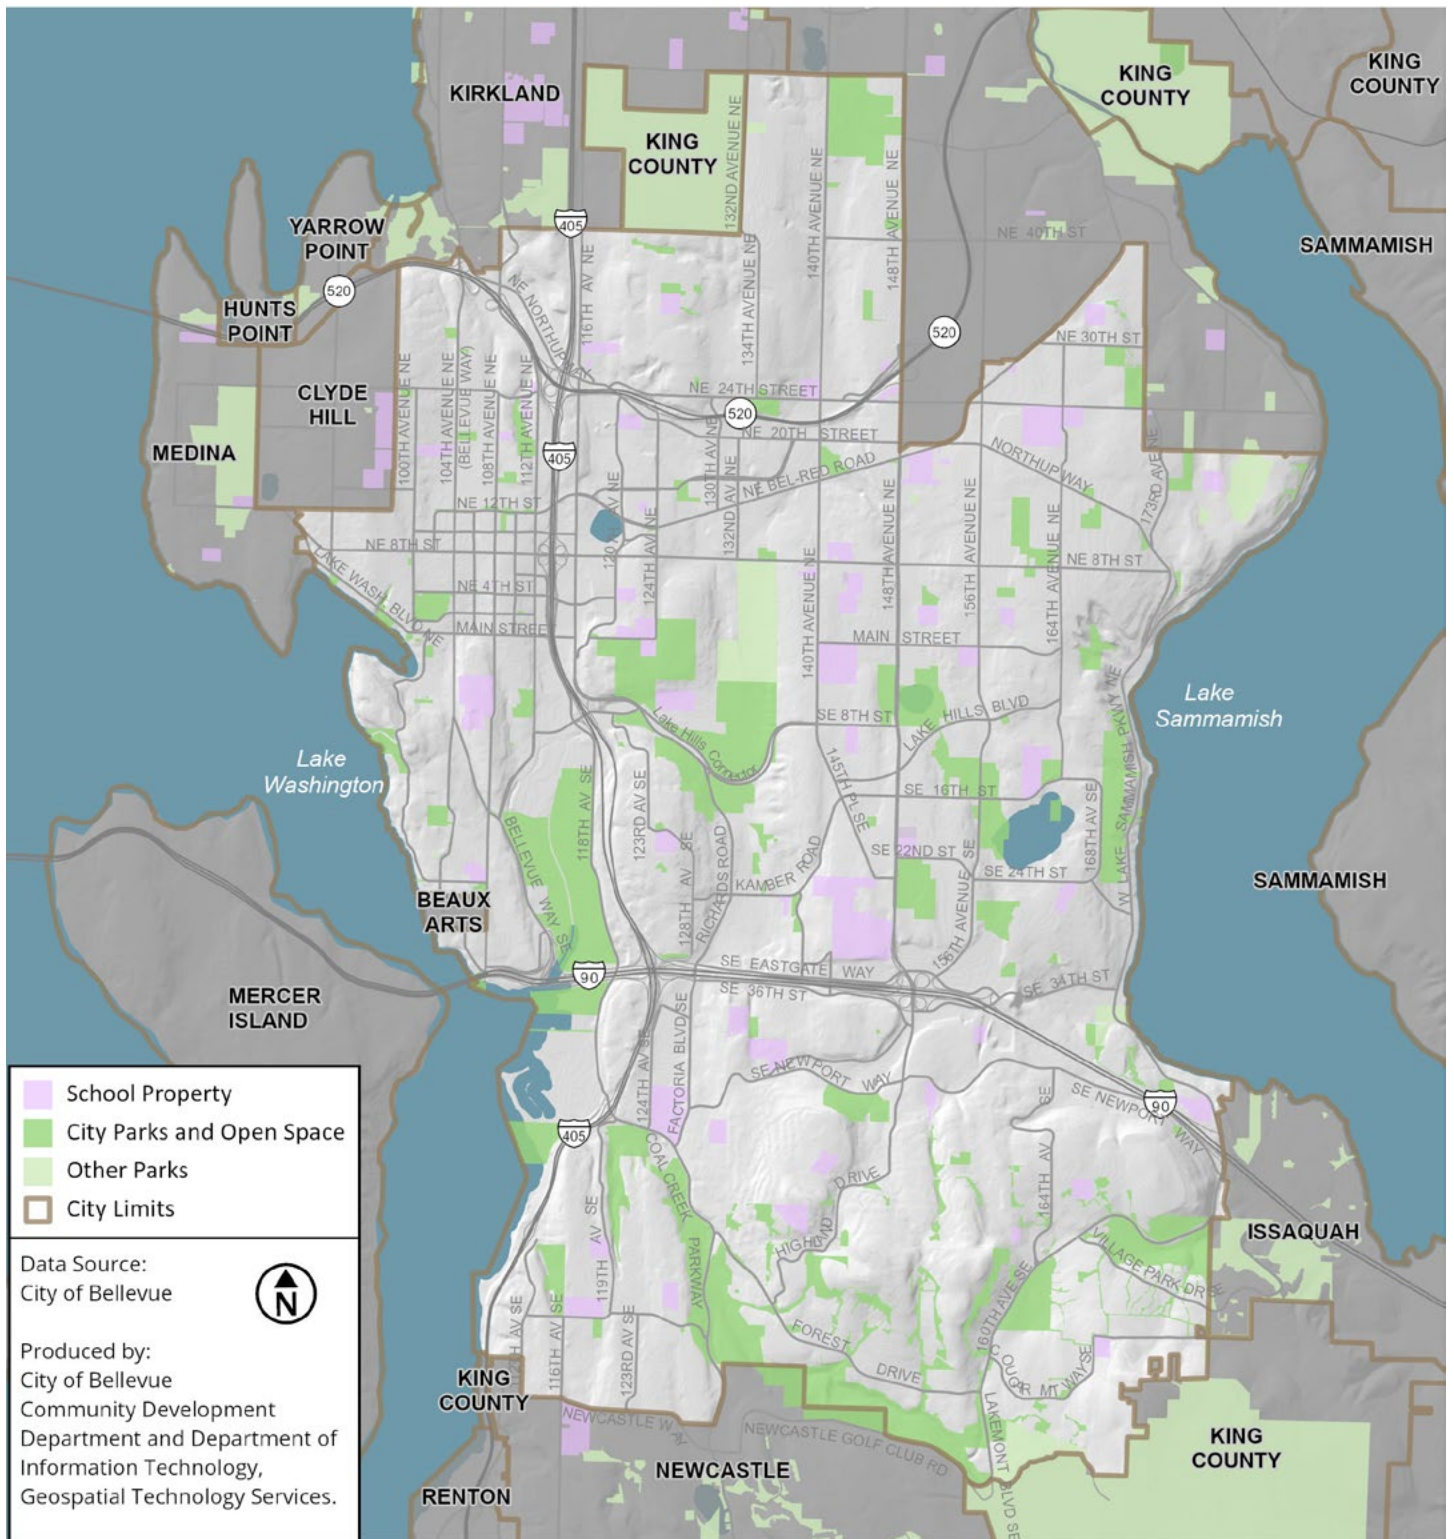 KIRKLAND
KING
COUNTY
KING
COUNTY
KING
COUNTY
YARROW
POINT
HUNTS
POINT
CLYDE
HILL
MEDINA
SAMMAMISH
405
520
520
520
405
132ND AVENUE NE
140TH AVENUE NE
148TH AVENUE NE
NE 40TH ST
116TH AV NE
NE NORTHUP WAY
134TH AVENUE NE
NE 30TH ST
NE 24TH STREET
100TH AVENUE NE
104TH AVENUE NE
(BELLEVUE WAY)
108TH AVENUE NE
112TH AVENUE NE
NE 20TH STREET
NORTHUP WAY
130TH AV NE
132ND AV NE
NE BEL-RED ROAD
173RD AVE NE
NE 12TH ST
120TH AV NE
124TH AV NE
148TH AVENUE NE
156TH AVENUE NE
164TH AVENUE NE
140TH AVENUE NE
NE 8TH ST
NE 8TH ST
LAKE WASH BLVD NE
NE 4TH ST
MAIN STREET
MAIN STREET
Lake
Sammamish
Lake
Washington
Lake Hills Connector
SE 8TH ST
LAKE HILLS BLVD
W LAKE SAMMAMISH PKWY NE
118TH AV SE
123RD AV SE
BELLEVUE WAY SE
145TH PL SE
SE 16TH ST
168TH AV SE
128TH AV SE
RICHARDS ROAD
KAMBER ROAD
SE 22ND ST
SE 24TH ST
156TH AVENUE SE
SAMMAMISH
BEAUX
ARTS
90
SE EASTGATE WAY
SE 36TH ST
SE 34TH ST
MERCER
ISLAND
124TH AV SE
FACTORIA BLVD SE
SE NEWPORT WAY
SE NEWPORT WAY
90
405
164TH AV SE
COAL CREEK PARKWAY
HIGHLAND DRIVE
119TH AV SE
ISSAQUAH
VILLAGE PARK DR SE
160TH AVE SE
FOREST DRIVE
COUGAR MT WAY SE
116TH AV SE
123RD AV SE
KING
COUNTY
LAKEMONT BLVD SE
NEWCASTLE WAY
NEWCASTLE GOLF CLUB RD
NEWCASTLE
RENTON
KING
COUNTY
School Property
City Parks and Open Space
Other Parks
City Limits
Data Source:
City of Bellevue
N
Produced by:
City of Bellevue
Community Development
Department and Department of
Information Technology,
Geospatial Technology Services.